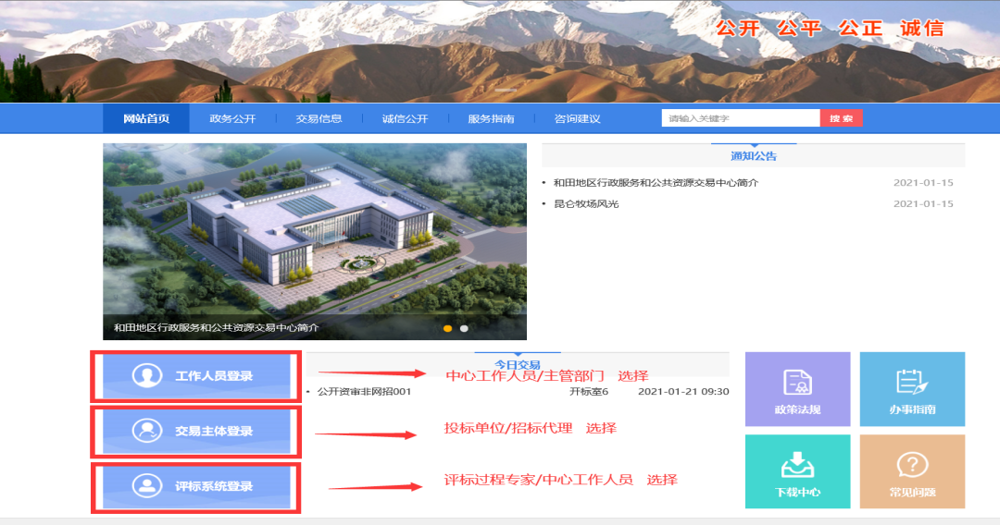 公开 公平 公正 诚信
网站首页 政务公开 交易信息 诚信公开 服务指南 咨询建议 请输入关键字 搜索
通知公告
• 和田地区行政服务和公共资源交易中心简介 2021-01-15
• 昆仑牧场风光 2021-01-15
和田地区行政服务和公共资源交易中心简介
工作人员登录
交易主体登录
评标系统登录
今日交易
中心工作人员/主管部门 选择
• 公开资审非网招001 开标室6 2021-01-21 09:30
投标单位/招标代理 选择
评标过程专家/中心工作人员 选择
政策法规
办事指南
下载中心
常见问题